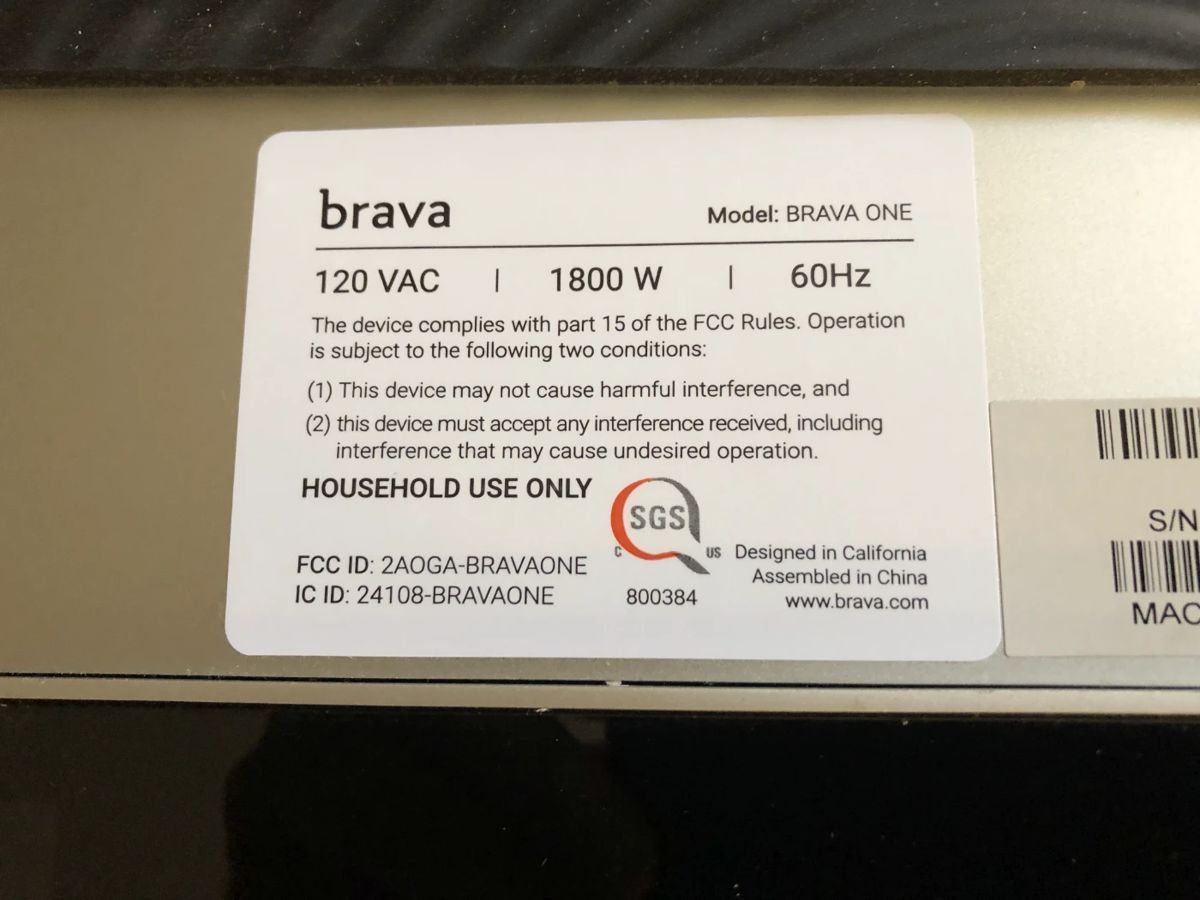 brava
Model: BRAVA ONE
120 VAC | 1800 W | 60Hz
The device complies with part 15 of the FCC Rules. Operation
is subject to the following two conditions:
(1) This device may not cause harmful interference, and
(2) this device must accept any interference received, including
interference that may cause undesired operation.
HOUSEHOLD USE ONLY
SGS
C US
FCC ID: 2AOGA-BRAVAONE
IC ID: 24108-BRAVAONE
800384
Designed in California
Assembled in China
www.brava.com
S/N
MAC